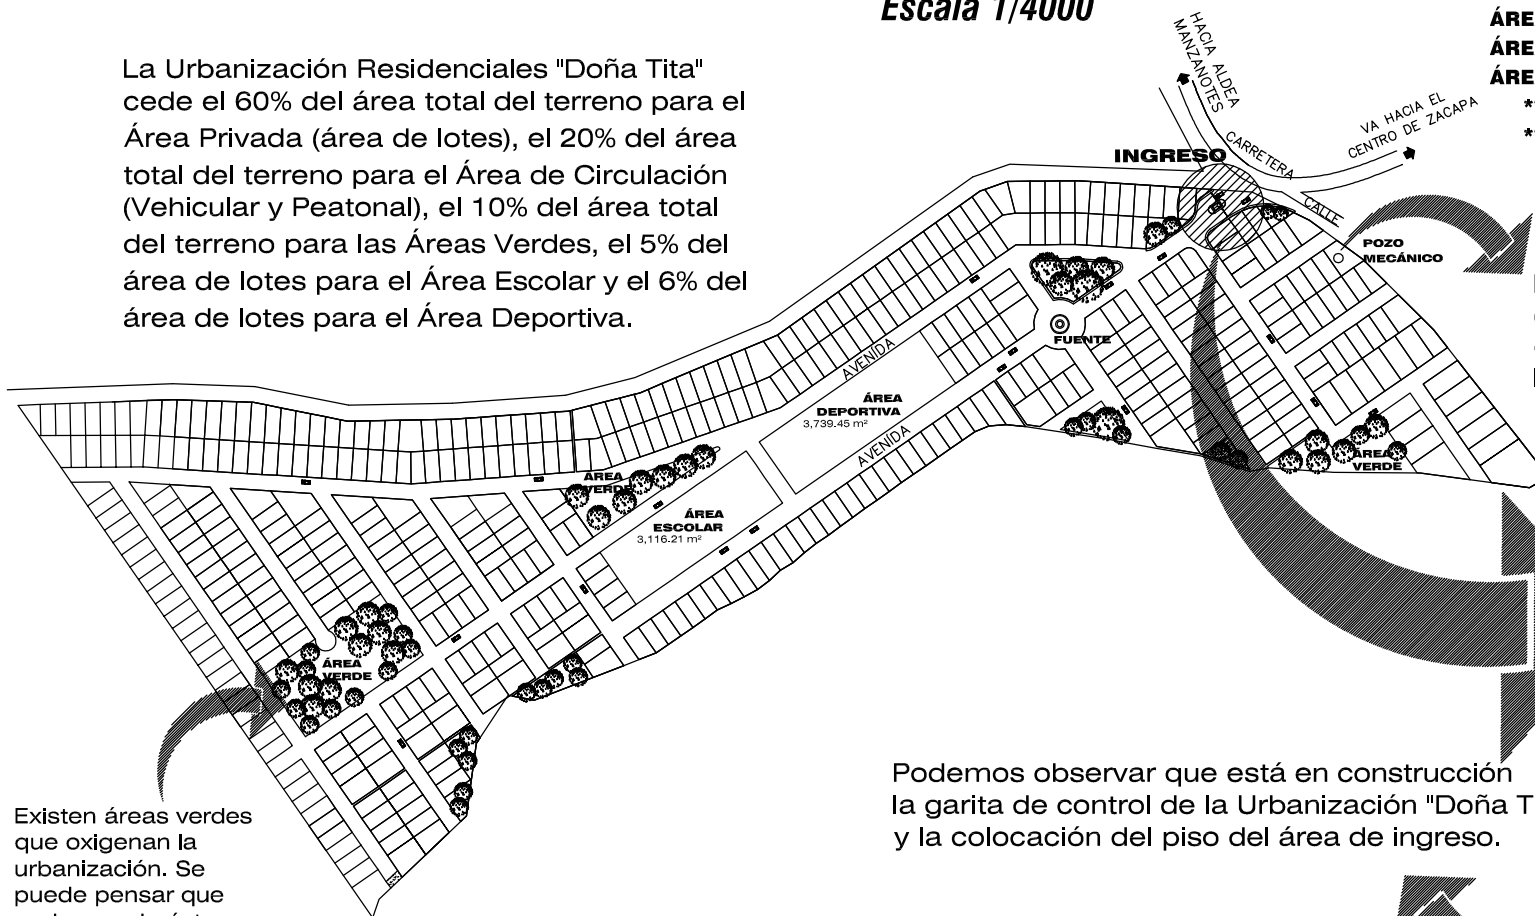 Escala 1/4000
ÁRE
ÁRE
ÁRE
La Urbanización Residenciales "Doña Tita"
cede el 60% del área total del terreno para el
Área Privada (área de lotes), el 20% del área
total del terreno para el Área de Circulación
(Vehicular y Peatonal), el 10% del área total
del terreno para las Áreas Verdes, el 5% del
área de lotes para el Área Escolar y el 6% del
área de lotes para el Área Deportiva.
HACIA ALDEA
MANZANOTES
VA HACIA EL
CENTRO DE ZACAPA
CARRETERA
INGRESO
CALLE
POZO
MECÁNICO
FUENTE
AVENIDA
ÁREA
DEPORTIVA
3,739.45 m²
AVENIDA
ÁREA
VERDE
ÁREA
VERDE
ÁREA
ESCOLAR
3,116.21 m²
ÁREA
VERDE
Podemos observar que está en construcción
la garita de control de la Urbanización "Doña T
y la colocación del piso del área de ingreso.
Existen áreas verdes
que oxigenan la
urbanización. Se
puede pensar que